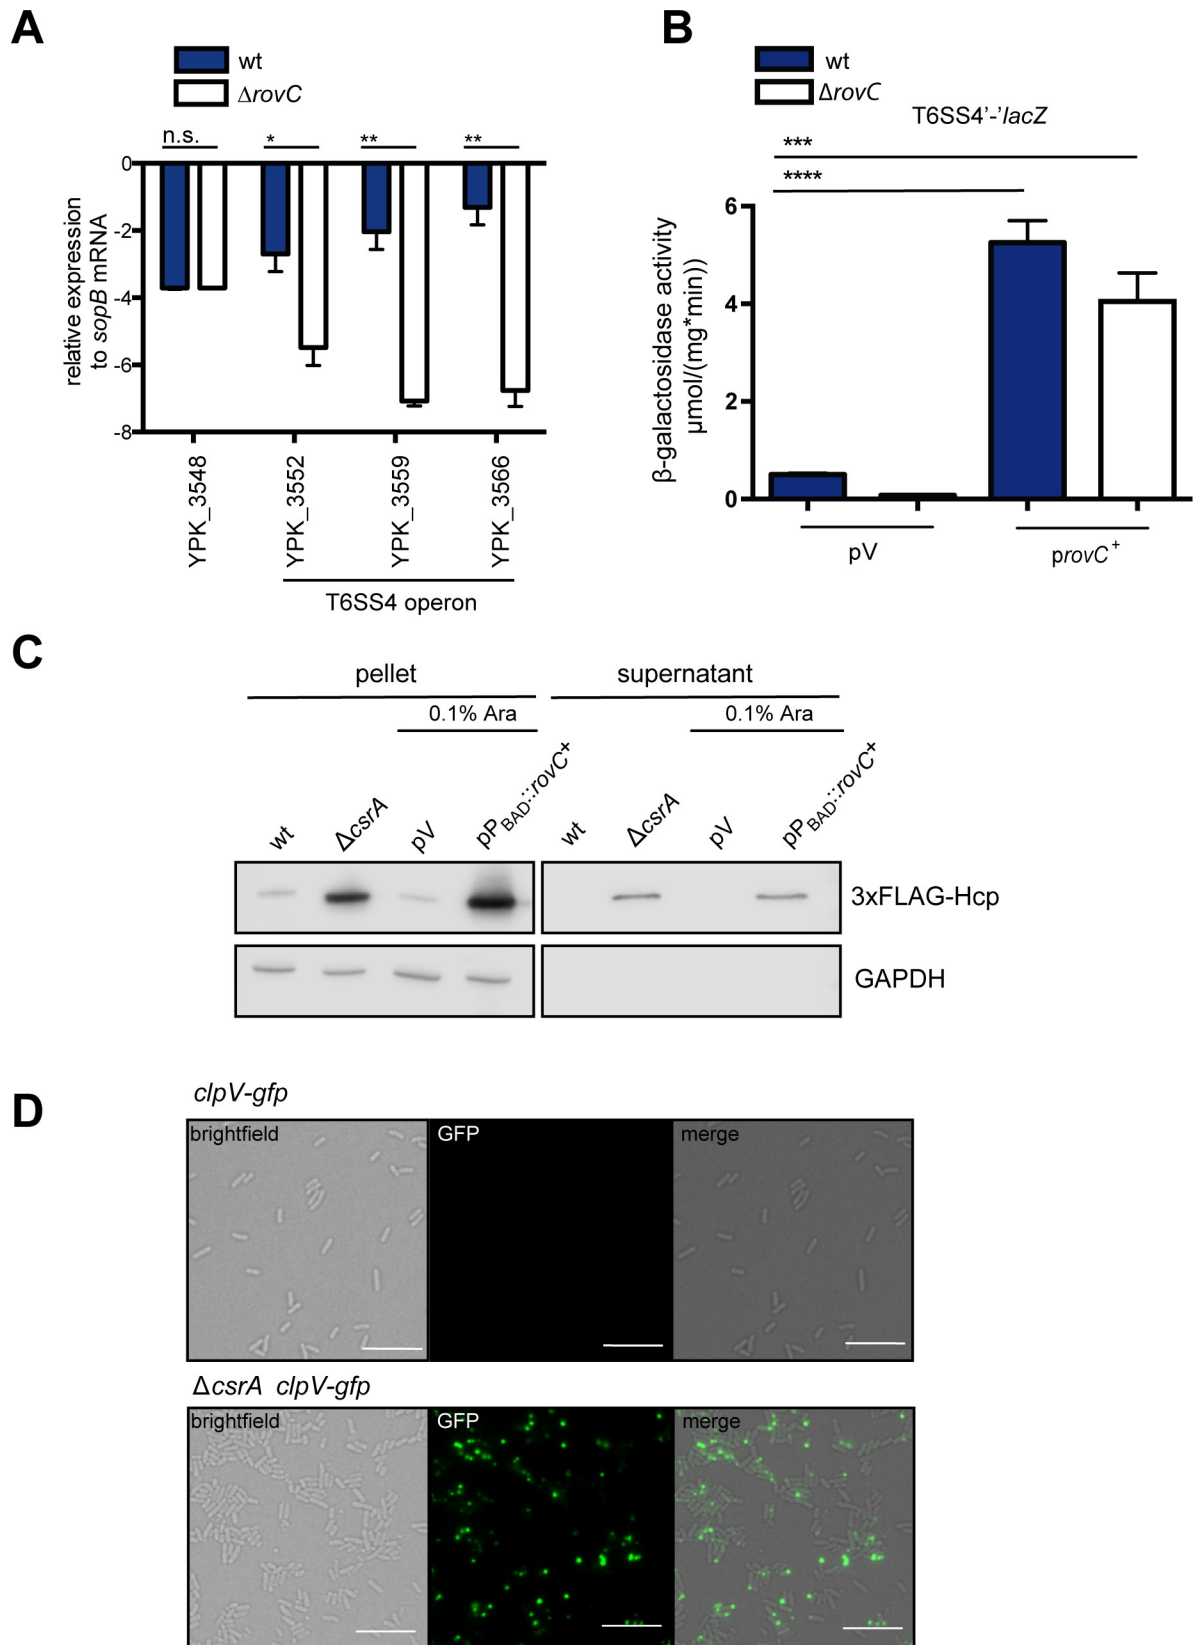 A
wt
ΔrovC
n.s.
*
**
**
0
-2
-4
-6
-8
relative expression
to sopB mRNA
YPK_3548
YPK_3552
YPK_3559
YPK_3566
T6SS4 operon
B
wt
ΔrovC
T6SS4'-'lacZ
***
****
6
4
2
0
β-galactosidase activity
μmol/(mg*min))
pV
provC+
C
pellet
supernatant
0.1% Ara
0.1% Ara
wt
ΔcsrA
pV
pPBAD::rovC+
wt
ΔcsrA
pV
pPBAD::rovC+
3xFLAG-Hcp
GAPDH
D
clpV-gfp
brightfield
GFP
merge
ΔcsrA clpV-gfp
brightfield
GFP
merge